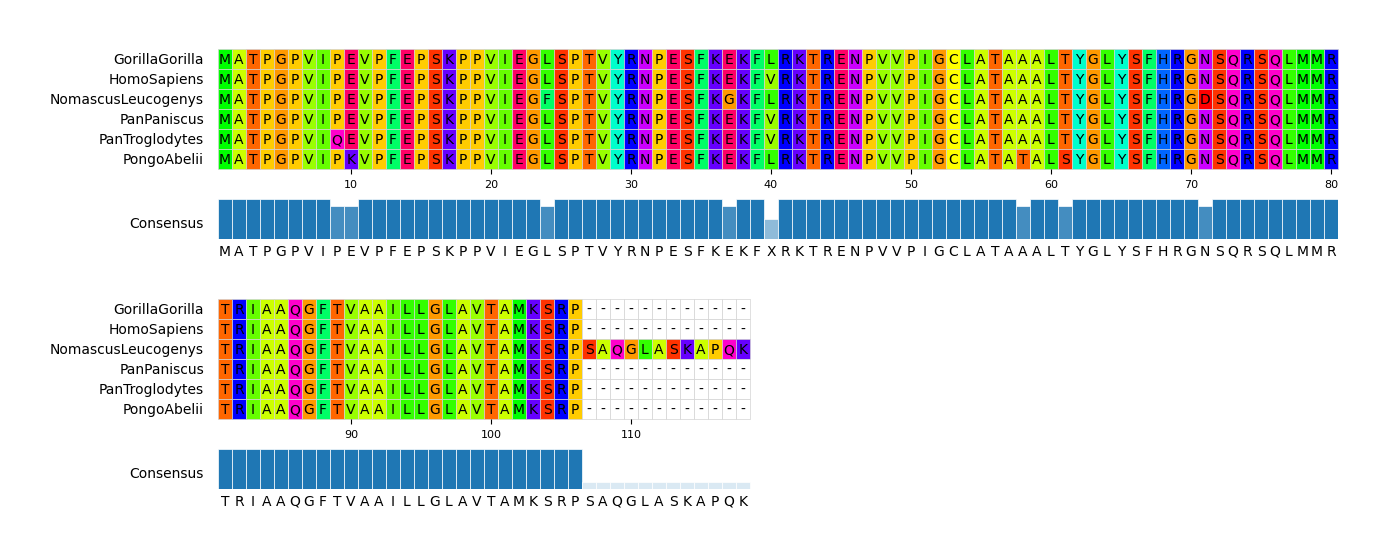 GorillaGorilla MATPGPVIPEVPFEPSKPPVIEGLSPTVYRNPESFKEKFLRKTRENPVVPIGCLATAAALTYGLYSFHRGNSQRSQLMMR
HomoSapiens MATPGPVIPEVPFEPSKPPVIEGLSPTVYRNPESFKEKFVRKTRENPVVPIGCLATAAALTYGLYSFHRGNSQRSQLMMR
NomascusLeucogenys MATPGPVIPEVPFEPSKPPVIEGFSPTVYRNPESFKGKFLRKTRENPVVPIGCLATAAALTYGLYSFHRGDSQRSQLMMR
PanPaniscus MATPGPVIPEVPFEPSKPPVIEGLSPTVYRNPESFKEKFVRKTRENPVVPIGCLATAAALTYGLYSFHRGNSQRSQLMMR
PanTroglodytes MATPGPVIQEVPFEPSKPPVIEGLSPTVYRNPESFKEKFVRKTRENPVVPIGCLATAAALTYGLYSFHRGNSQRSQLMMR
PongoAbelii MATPGPVIPKVPFEPSKPPVIEGLSPTVYRNPESFKEKFLRKTRENPVVPIGCLATATALSYGLYSFHRGNSQRSQLMMR
10 20 30 40 50 60 70 80
Consensus
MATPGPVIPEVPFEPSKPPVIEGLSPTVYRNPESFKEKFXRKTRENPVVPIGCLATAAALTYGLYSFHRGNSQRSQLMMR
GorillaGorilla TRIAAQGFTVAAILLGLAVTAMKSRP------------
HomoSapiens TRIAAQGFTVAAILLGLAVTAMKSRP------------
NomascusLeucogenys TRIAAQGFTVAAILLGLAVTAMKSRPSAQGLASKAPQK
PanPaniscus TRIAAQGFTVAAILLGLAVTAMKSRP------------
PanTroglodytes TRIAAQGFTVAAILLGLAVTAMKSRP------------
PongoAbelii TRIAAQGFTVAAILLGLAVTAMKSRP------------
90 100 110
Consensus
TRIAAQGFTVAAILLGLAVTAMKSRPSAQGLASKAPQK